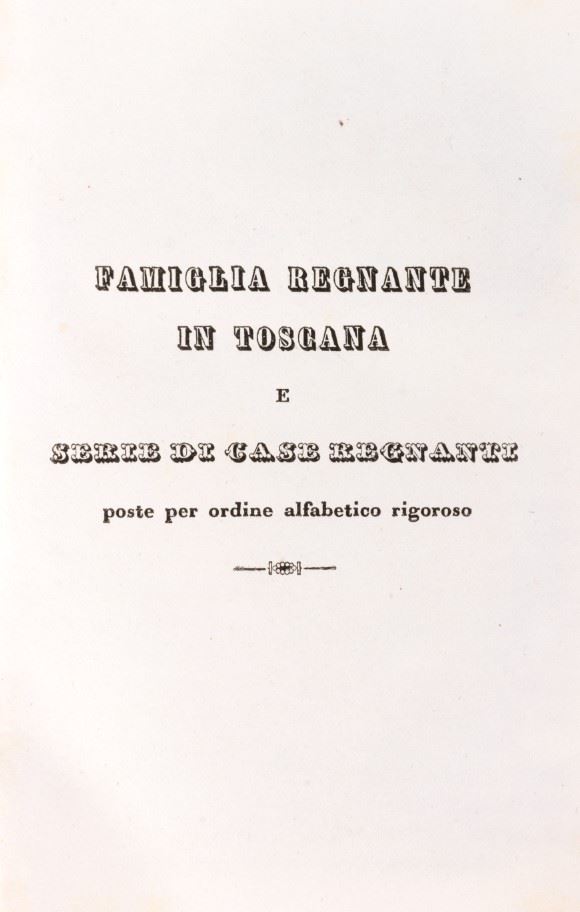 FAMIGLIA REGNANTE
IN TOSCANA
E
SERIE DI CASE REGNANTI
poste per ordine alfabetico rigoroso